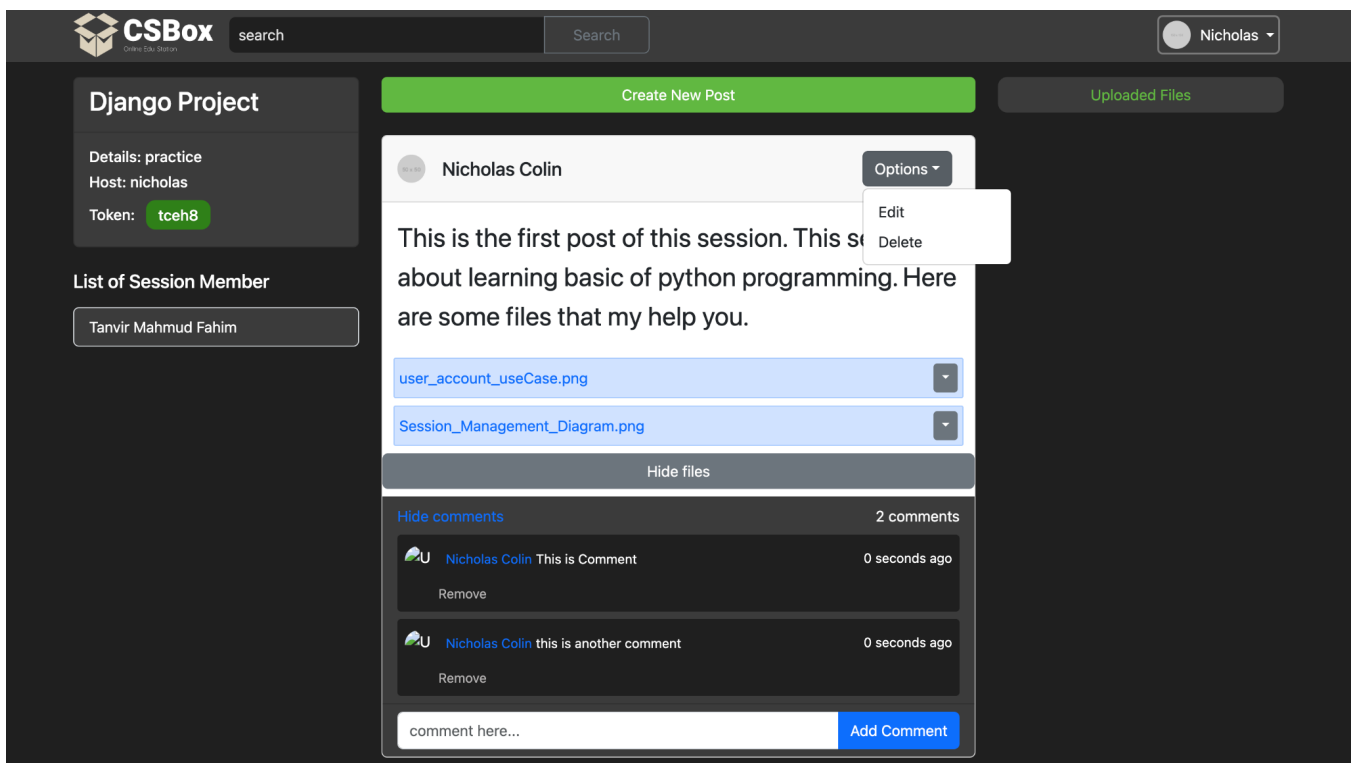 CSBox
Online Edu Station
search
Search
Nicholas
Django Project
Details: practice
Host: nicholas
Token: tceh8
List of Session Member
Tanvir Mahmud Fahim
Create New Post
Nicholas Colin
Options
Edit
Delete
This is the first post of this session. This se
about learning basic of python programming. Here
are some files that my help you.
user_account_useCase.png
Session_Management_Diagram.png
Hide files
Hide comments 2 comments
U Nicholas Colin This is Comment 0 seconds ago
Remove
U Nicholas Colin this is another comment 0 seconds ago
Remove
comment here... Add Comment
Uploaded Files